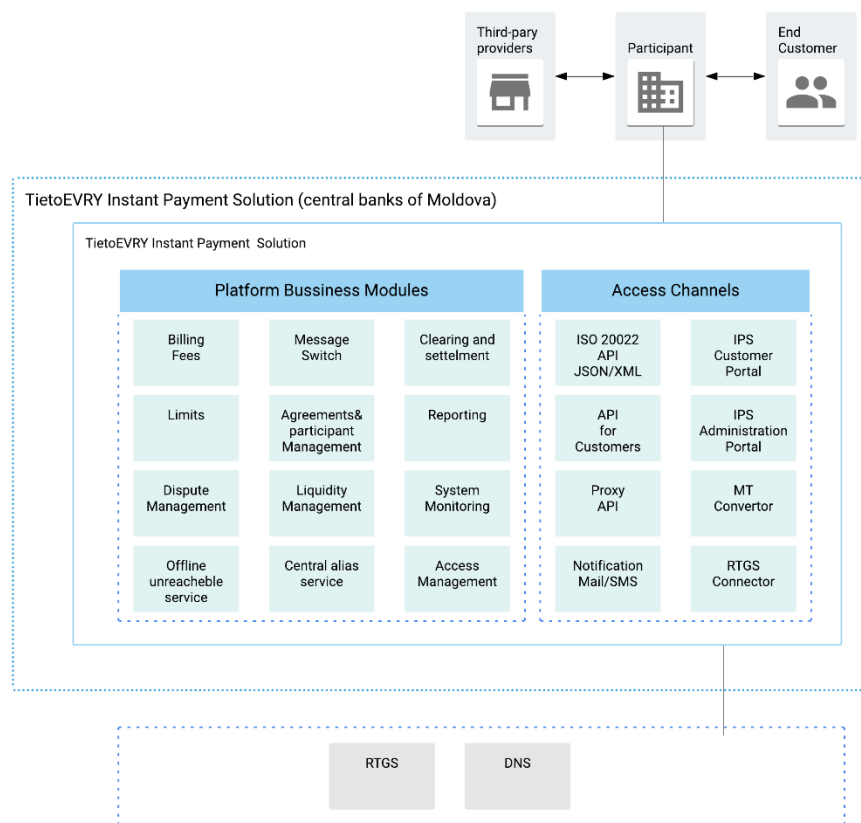 Third-pary
providers
Participant
End
Customer
TietoEVRY Instant Payment Solution (central banks of Moldova)
TietoEVRY Instant Payment Solution
Platform Bussiness Modules
Access Channels
Billing
Fees
Message
Switch
Clearing and
settelment
ISO 20022
API
JSON/XML
IPS
Customer
Portal
Limits
Agreements&
participant
Management
Reporting
API
for
Customers
IPS
Administration
Portal
Dispute
Management
Liquidity
Management
System
Monitoring
Proxy
API
MT
Convertor
Offline
unreacheble
service
Central alias
service
Access
Management
Notification
Mail/SMS
RTGS
Connector
RTGS
DNS